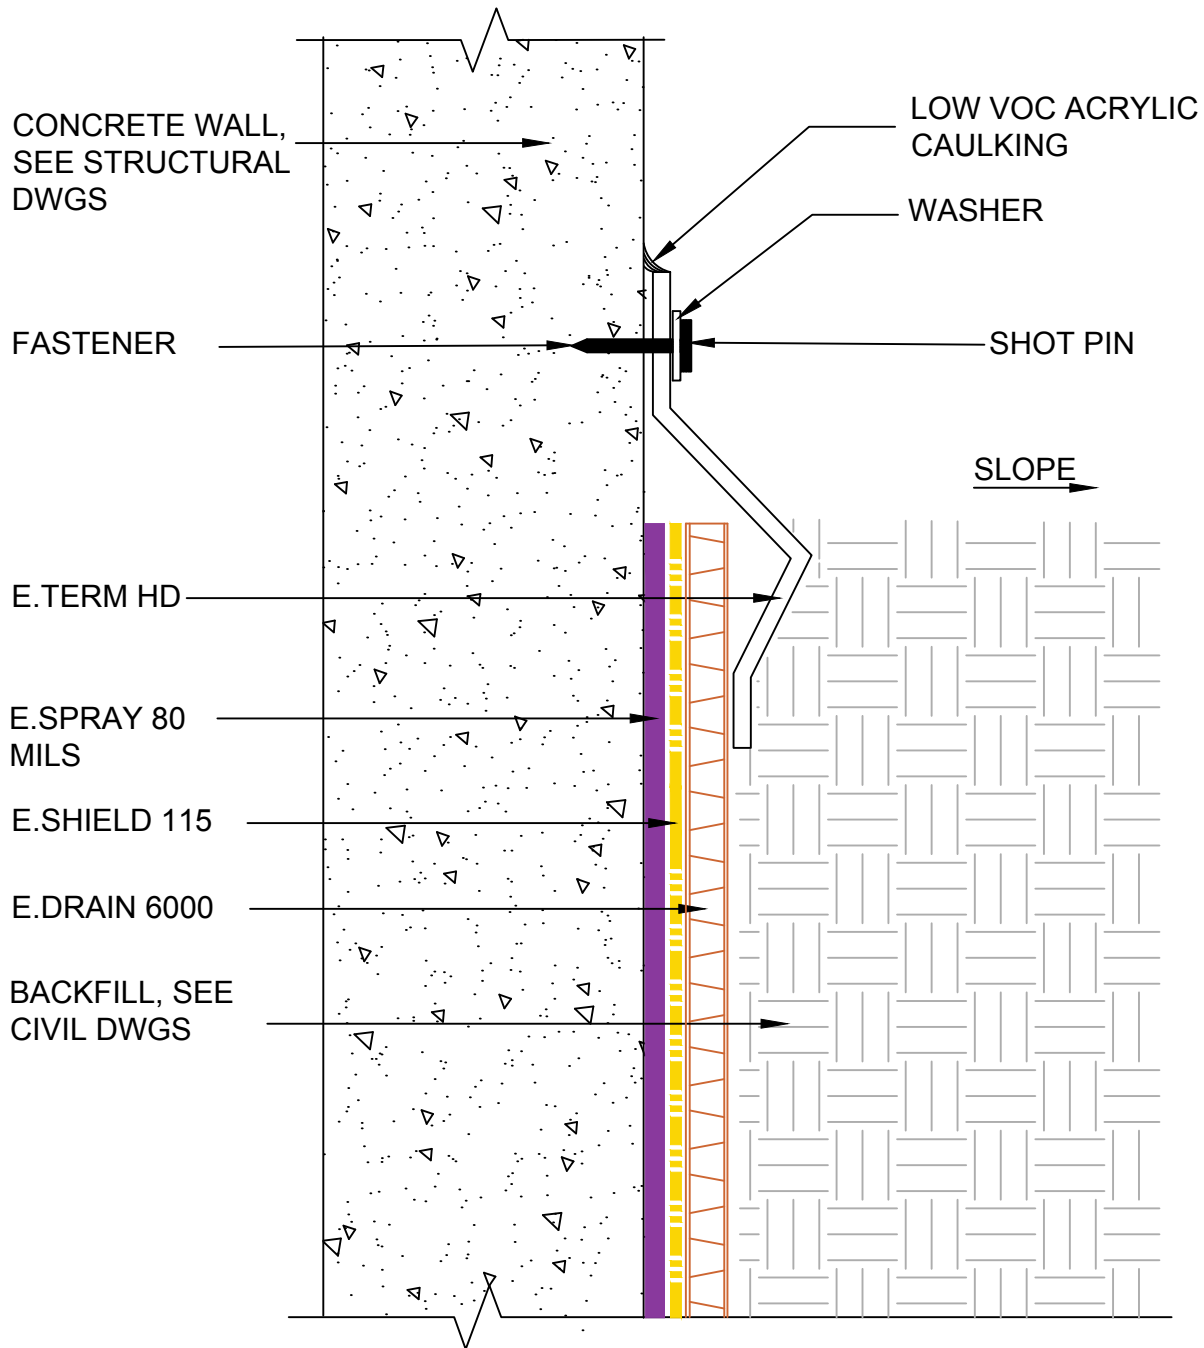 CONCRETE WALL,
SEE STRUCTURAL
DWGS
LOW VOC ACRYLIC
CAULKING
WASHER
FASTENER
SHOT PIN
SLOPE
E.TERM HD
E.SPRAY 80
MILS
E.SHIELD 115
E.DRAIN 6000
BACKFILL, SEE
CIVIL DWGS